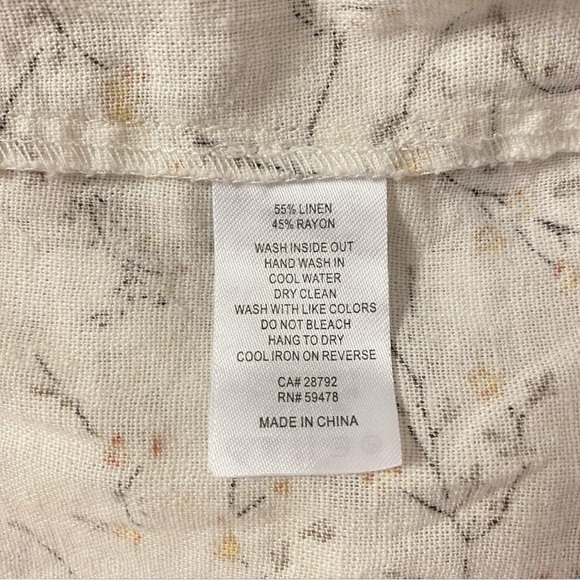 55% LINEN
45% RAYON
WASH INSIDE OUT
HAND WASH IN
COOL WATER
DRY CLEAN
WASH WITH LIKE COLORS
DO NOT BLEACH
HANG TO DRY
COOL IRON ON REVERSE
CA# 28792
RN# 59478
MADE IN CHINA